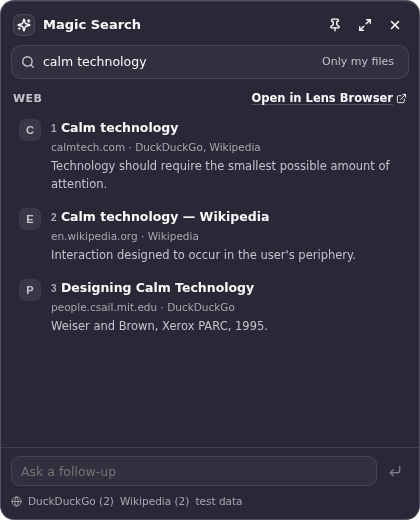 Magic Search
calm technology
Only my files
WEB
Open in Lens Browser
C
1 Calm technology
calmtech.com · DuckDuckGo, Wikipedia
Technology should require the smallest possible amount of
attention.
E
2 Calm technology — Wikipedia
en.wikipedia.org · Wikipedia
Interaction designed to occur in the user's periphery.
P
3 Designing Calm Technology
people.csail.mit.edu · DuckDuckGo
Weiser and Brown, Xerox PARC, 1995.
Ask a follow-up
DuckDuckGo (2) Wikipedia (2) test data